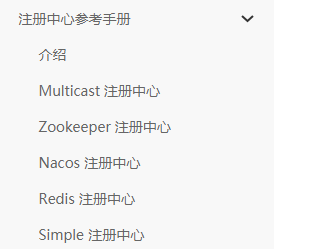 注册中心参考手册
介绍
Multicast 注册中心
Zookeeper 注册中心
Nacos 注册中心
Redis 注册中心
Simple 注册中心